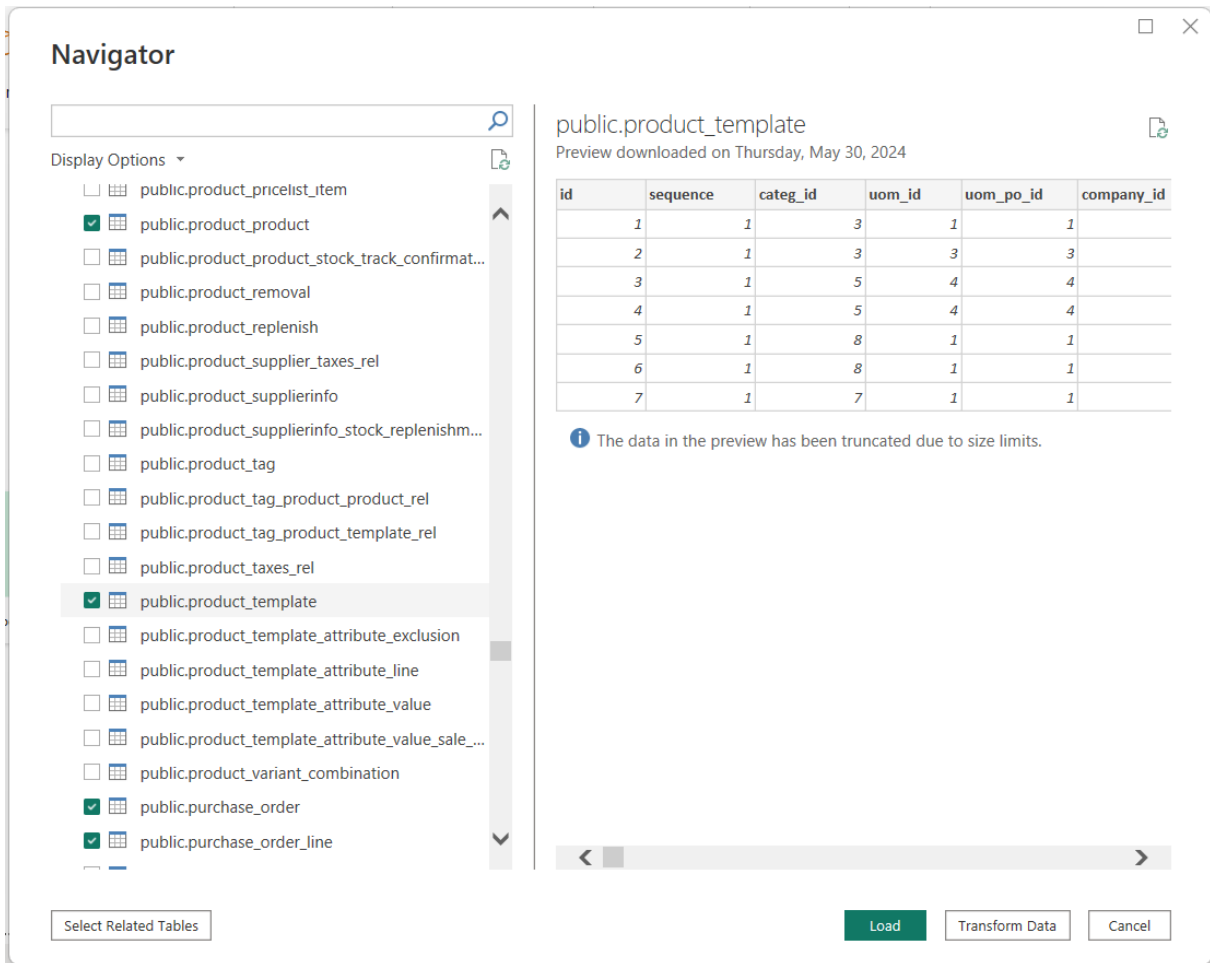 Navigator
Display Options
public.product_pricelist_item
public.product_product
public.product_product_stock_track_confirmat...
public.product_removal
public.product_replenish
public.product_supplier_taxes_rel
public.product_supplierinfo
public.product_supplierinfo_stock_replenishm...
public.product_tag
public.product_tag_product_product_rel
public.product_tag_product_template_rel
public.product_taxes_rel
public.product_template
public.product_template_attribute_exclusion
public.product_template_attribute_line
public.product_template_attribute_value
public.product_template_attribute_value_sale_...
public.product_variant_combination
public.purchase_order
public.purchase_order_line
public.product_template
Preview downloaded on Thursday, May 30, 2024
id sequence categ_id uom_id uom_po_id company_id
1 1 3 1 1
2 1 3 3 3
3 1 5 4 4
4 1 5 4 4
5 1 8 1 1
6 1 8 1 1
7 1 7 1 1
The data in the preview has been truncated due to size limits.
Select Related Tables
Load
Transform Data
Cancel